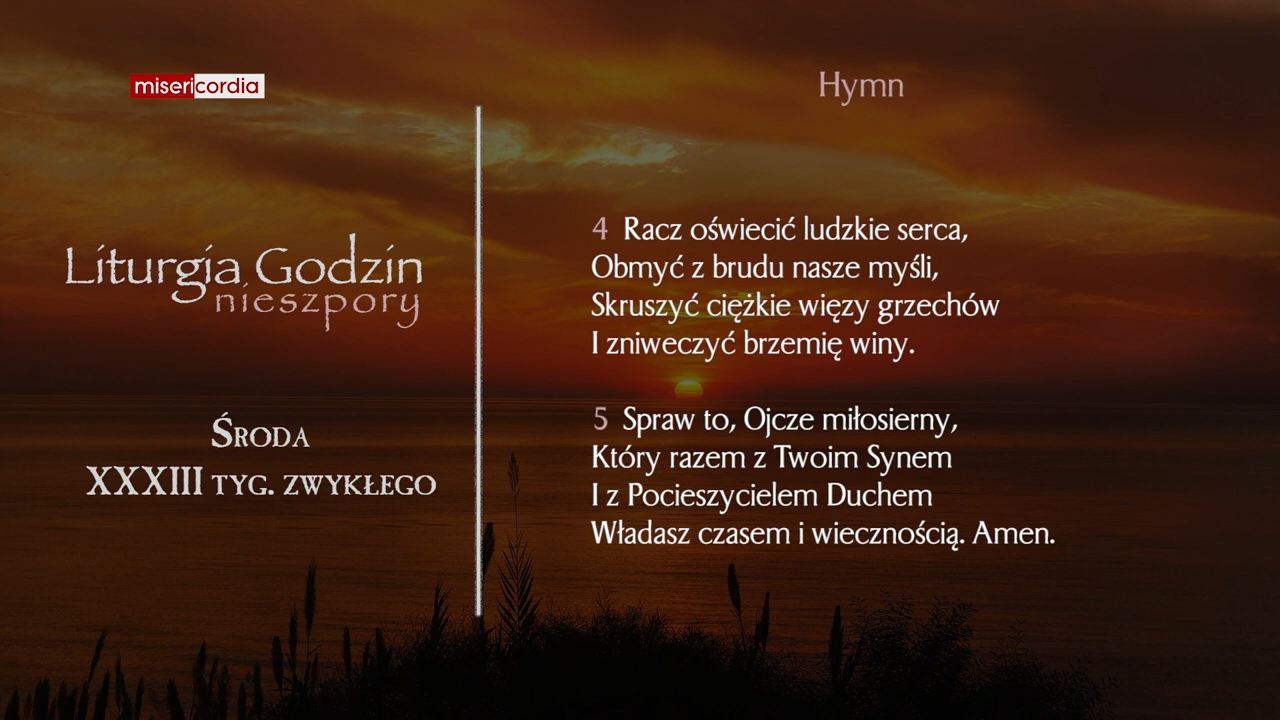 misericordia
Liturgia Godzin
nieszpory
Środa
XXXIII tyg. zwykłego
Hymn
4 Racz oświecić ludzkie serca,
Obmyć z brudu nasze myśli,
Skruszyć ciężkie więzy grzechów
I zniweczyć brzemię winy.
5 Spraw to, Ojcze miłosierny,
Który razem z Twoim Synem
I z Pocieszycielem Duchem
Władasz czasem i wiecznością. Amen.